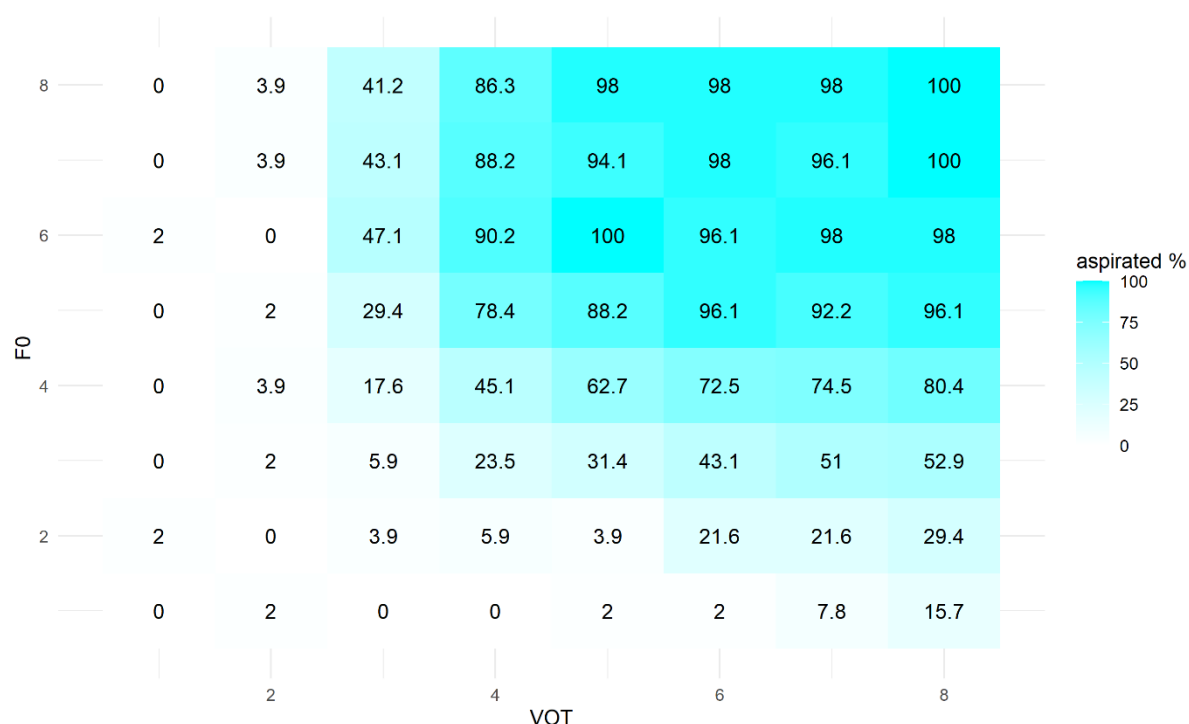 8 0 3.9 41.2 86.3 98 98 98 100
0 3.9 43.1 88.2 94.1 98 96.1 100
6 2 0 47.1 90.2 100 96.1 98 98
0 2 29.4 78.4 88.2 96.1 92.2 96.1
F0
4 0 3.9 17.6 45.1 62.7 72.5 74.5 80.4
0 2 5.9 23.5 31.4 43.1 51 52.9
2 2 0 3.9 5.9 3.9 21.6 21.6 29.4
0 2 0 0 2 2 7.8 15.7
2 4 6 8
VOT
aspirated %
100
75
50
25
0